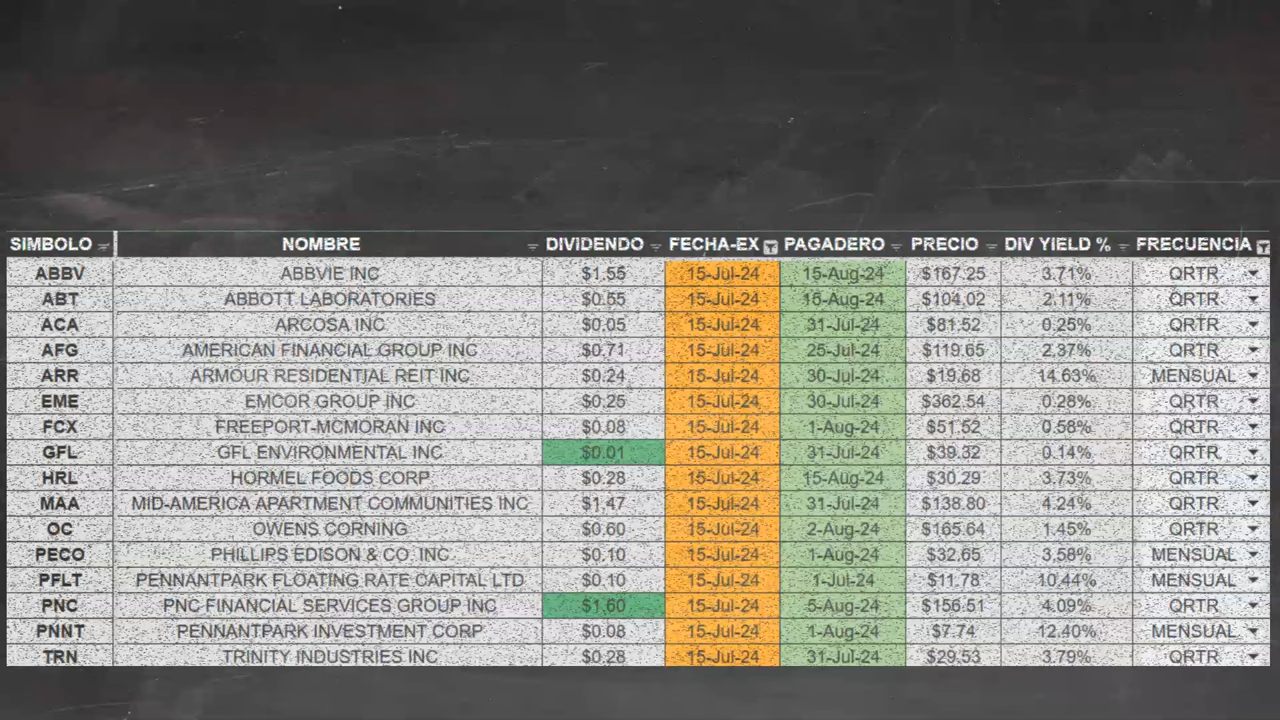 SIMBOLO NOMBRE DIVIDENDO FECHA-EX PAGADERO PRECIO DIV YIELD % FRECUENCIA
ABBV ABBVIE INC $1.55 15-Jul-24 15-Aug-24 $167.25 3.71% QRTR
ABT ABBOTT LABORATORIES $0.55 15-Jul-24 15-Aug-24 $104.02 2.11% QRTR
ACA ARCOSA INC $0.05 15-Jul-24 31-Jul-24 $81.52 0.25% QRTR
AFG AMERICAN FINANCIAL GROUP INC $0.71 15-Jul-24 25-Jul-24 $119.65 2.37% QRTR
ARR ARMOUR RESIDENTIAL REIT INC $0.24 15-Jul-24 30-Jul-24 $19.68 14.63% MENSUAL
EME EMCOR GROUP INC $0.25 15-Jul-24 30-Jul-24 $362.54 0.28% QRTR
FCX FREEPORT-MCMORAN INC $0.08 15-Jul-24 1-Aug-24 $51.52 0.58% QRTR
GFL GFL ENVIRONMENTAL INC $0.01 15-Jul-24 31-Jul-24 $39.32 0.14% QRTR
HRL HORMEL FOODS CORP $0.28 15-Jul-24 15-Aug-24 $30.29 3.73% QRTR
MAA MID-AMERICA APARTMENT COMMUNITIES INC $1.47 15-Jul-24 31-Jul-24 $138.80 4.24% QRTR
OC OWENS CORNING $0.60 15-Jul-24 2-Aug-24 $165.64 1.45% QRTR
PECO PHILLIPS EDISON & CO. INC. $0.10 15-Jul-24 1-Aug-24 $32.65 3.58% MENSUAL
PFLT PENNANTPARK FLOATING RATE CAPITAL LTD $0.10 15-Jul-24 1-Jul-24 $11.78 10.44% MENSUAL
PNC PNC FINANCIAL SERVICES GROUP INC $1.60 15-Jul-24 5-Aug-24 $156.51 4.09% QRTR
PNNT PENNANTPARK INVESTMENT CORP $0.08 15-Jul-24 1-Aug-24 $7.74 12.40% MENSUAL
TRN TRINITY INDUSTRIES INC $0.28 15-Jul-24 31-Jul-24 $29.53 3.79% QRTR